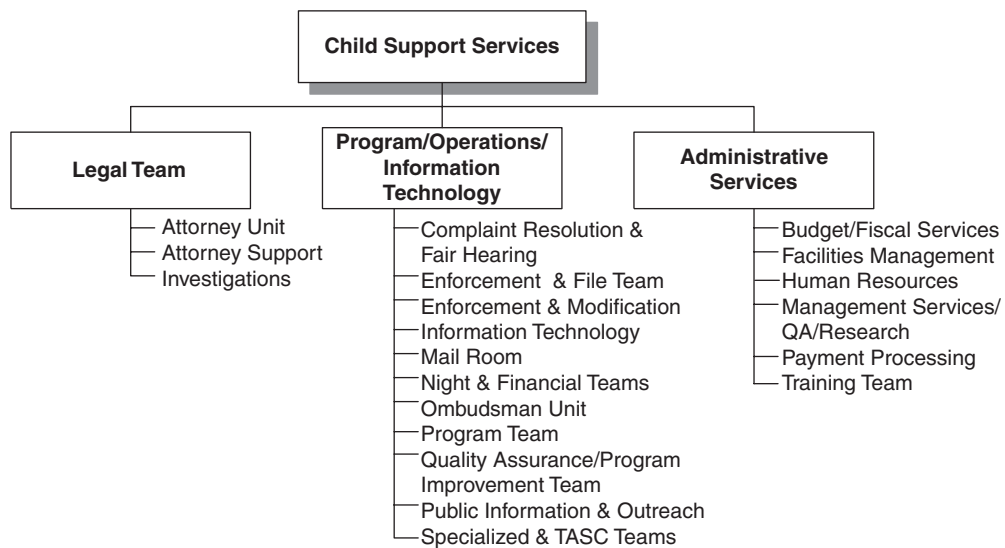 Child Support Services
Legal Team
Attorney Unit
Attorney Support
Investigations
Program/Operations/
Information
Technology
Complaint Resolution &
Fair Hearing
Enforcement & File Team
Enforcement & Modification
Information Technology
Mail Room
Night & Financial Teams
Ombudsman Unit
Program Team
Quality Assurance/Program
Improvement Team
Public Information & Outreach
Specialized & TASC Teams
Administrative
Services
Budget/Fiscal Services
Facilities Management
Human Resources
Management Services/
QA/Research
Payment Processing
Training Team